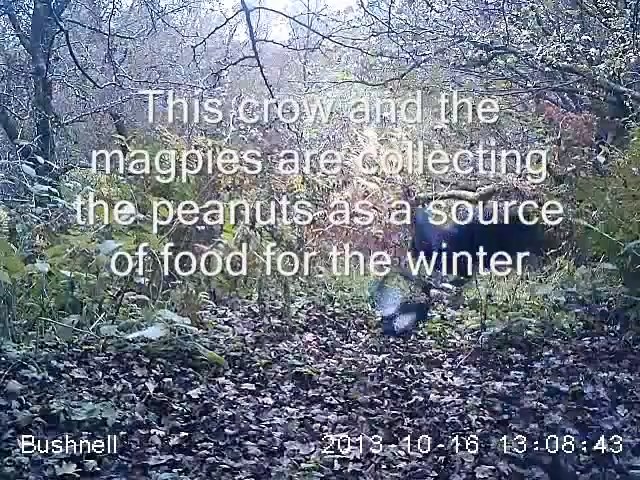 This crow and the
magpies are collecting
the peanuts as a source
of food for the winter
Bushnell 2013-10-16 13:08:43